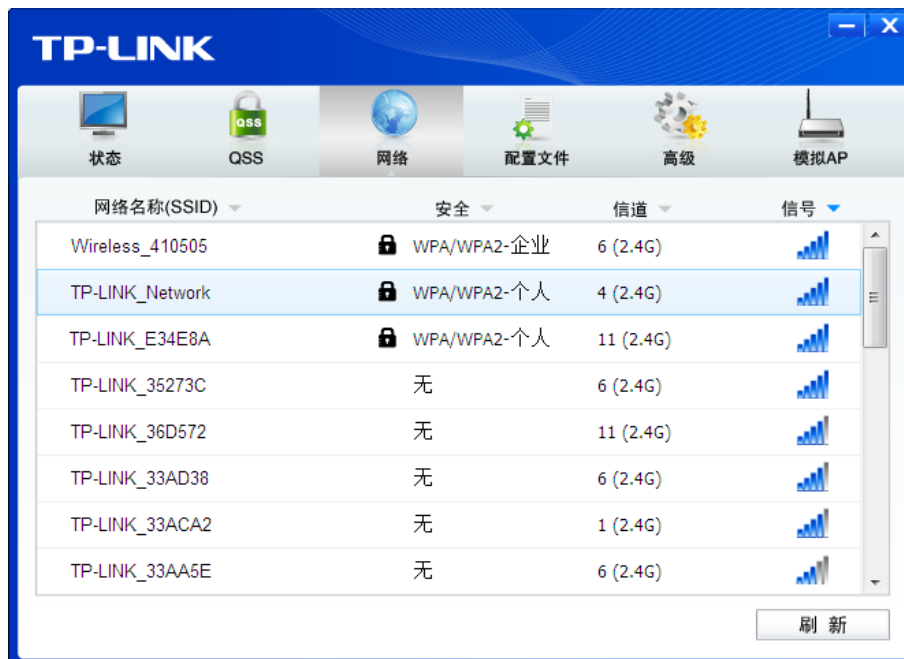 TP-LINK
QSS
状态 QSS 网络 配置文件 高级 模拟AP
网络名称(SSID) 安全 信道 信号
Wireless_410505 WPA/WPA2-企业 6 (2.4G)
TP-LINK_Network WPA/WPA2-个人 4 (2.4G)
TP-LINK_E34E8A WPA/WPA2-个人 11 (2.4G)
TP-LINK_35273C 无 6 (2.4G)
TP-LINK_36D572 无 11 (2.4G)
TP-LINK_33AD38 无 6 (2.4G)
TP-LINK_33ACA2 无 1 (2.4G)
TP-LINK_33AA5E 无 6 (2.4G)
刷 新